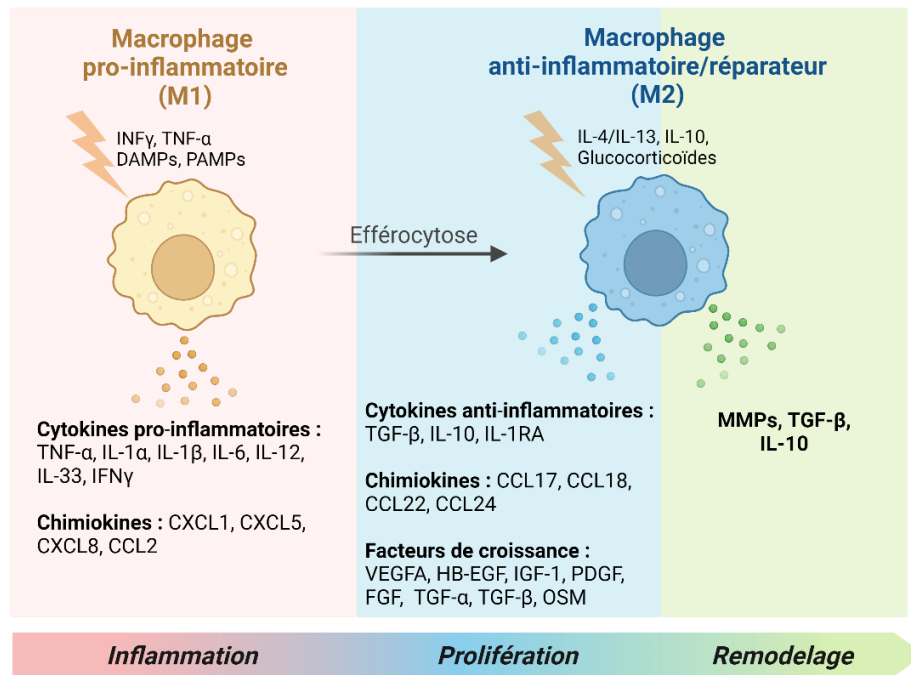 Macrophage
pro-inflammatoire
(M1)
INFγ, TNF-α
DAMPs, PAMPs
Cytokines pro-inflammatoires :
TNF-α, IL-1α, IL-1β, IL-6, IL-12,
IL-33, IFNγ
Chimiokines : CXCL1, CXCL5,
CXCL8, CCL2
Efférocytose
Macrophage
anti-inflammatoire/réparateur
(M2)
IL-4/IL-13, IL-10,
Glucocorticoïdes
Cytokines anti-inflammatoires :
TGF-β, IL-10, IL-1RA
Chimiokines : CCL17, CCL18,
CCL22, CCL24
Facteurs de croissance :
VEGFA, HB-EGF, IGF-1, PDGF,
FGF, TGF-α, TGF-β, OSM
MMPs, TGF-β,
IL-10
Inflammation
Prolifération
Remodelage